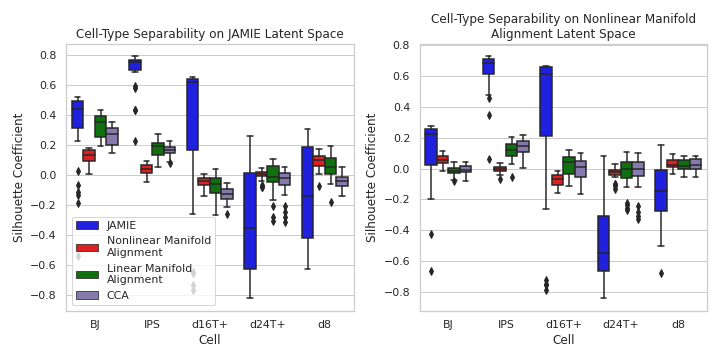 Cell-Type Separability on JAMIE Latent Space
Silhouette Coefficient
0.8
0.6
0.4
0.2
0.0
−0.2
−0.4
−0.6
−0.8
JAMIE
Nonlinear Manifold
Alignment
Linear Manifold
Alignment
CCA
BJ IPS d16T+ d24T+ d8
Cell
Cell-Type Separability on Nonlinear Manifold
Alignment Latent Space
Silhouette Coefficient
0.8
0.6
0.4
0.2
0.0
−0.2
−0.4
−0.6
−0.8
BJ IPS d16T+ d24T+ d8
Cell